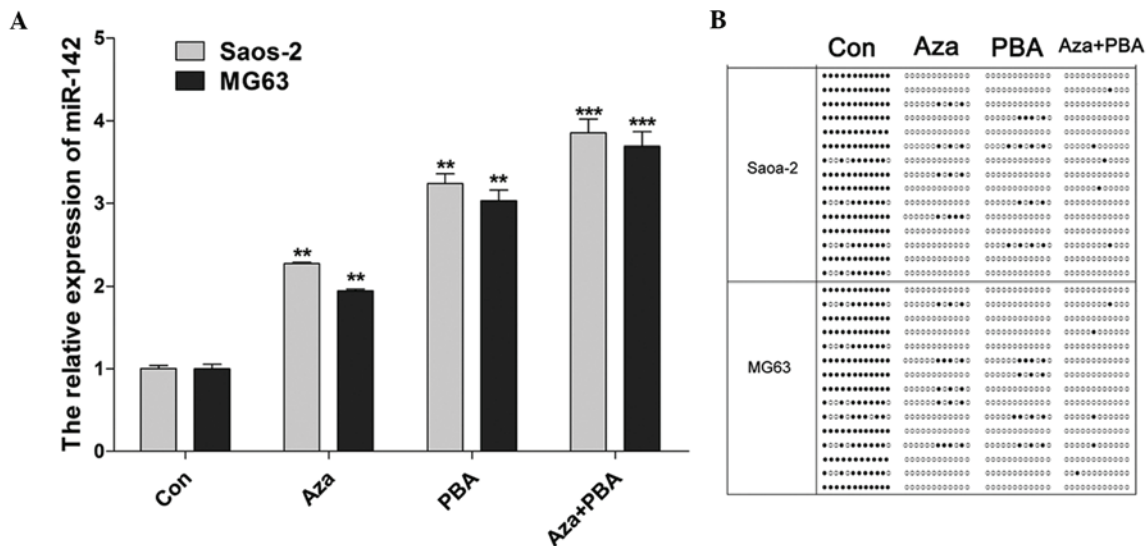 A
The relative expression of miR-142
5
4
3
2
1
0
Saos-2
MG63
**
**
**
**
***
***
Con
Aza
PBA
Aza+PBA
B
Con Aza PBA Aza+PBA
Saoa-2
MG63